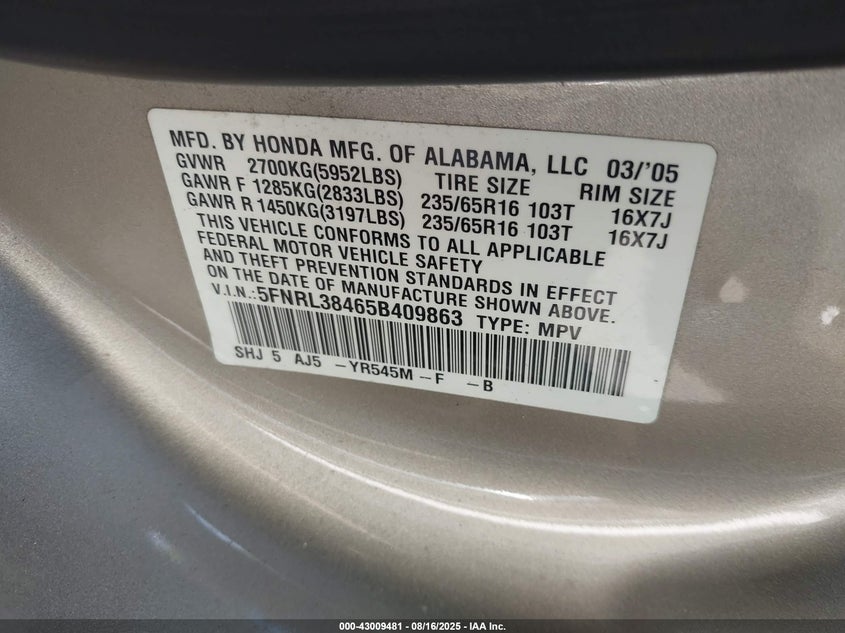 MFD. BY HONDA MFG. OF ALABAMA, LLC 03/'05
GVWR 2700KG(5952LBS) TIRE SIZE RIM SIZE
GAWR F 1285KG(2833LBS) 235/65R16 103T 16X7J
GAWR R 1450KG(3197LBS) 235/65R16 103T 16X7J
THIS VEHICLE CONFORMS TO ALL APPLICABLE
FEDERAL MOTOR VEHICLE SAFETY
AND THEFT PREVENTION STANDARDS IN EFFECT
ON THE DATE OF MANUFACTURE SHOWN ABOVE.
V.I.N.:5FNRL38465B409863 TYPE: MPV
SHJ 5 AJ5 -YR545M -F -B
000-43009481 - 08/16/2025 - IAA Inc.